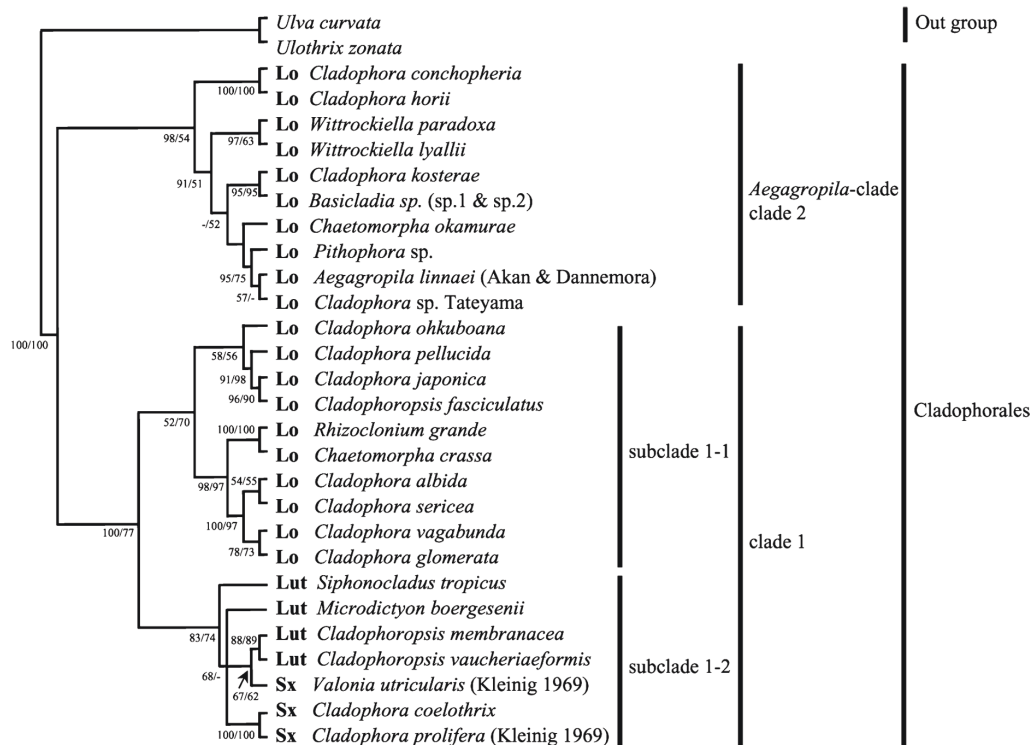 Ulva curvata
Out group
Ulothrix zonata
Lo Cladophora conchopheria
100/100
Lo Cladophora horii
98/54
Lo Wittrockiella paradoxa
97/63
Lo Wittrockiella lyallii
91/51
Lo Cladophora kosterae
95/95
Aegagropila-clade
Lo Basicladia sp. (sp.1 & sp.2)
clade 2
-/52
Lo Chaetomorpha okamurae
Lo Pithophora sp.
95/75
Lo Aegagropila linnaei (Akan & Dannemora)
57/-
Lo Cladophora sp. Tateyama
Lo Cladophora ohkuboana
100/100
58/56
Lo Cladophora pellucida
91/98
Lo Cladophora japonica
96/90
Lo Cladophoropsis fasciculatus
Cladophorales
52/70
100/100
Lo Rhizoclonium grande
subclade 1-1
Lo Chaetomorpha crassa
98/97
54/55
Lo Cladophora albida
Lo Cladophora sericea
100/97
Lo Cladophora vagabunda
100/77
clade 1
78/73
Lo Cladophora glomerata
Lut Siphonocladus tropicus
Lut Microdictyon boergesenii
83/74
88/89
Lut Cladophoropsis membranacea
Lut Cladophoropsis vaucheriaeformis
subclade 1-2
68/-
Sx Valonia utricularis (Kleinig 1969)
67/62
Sx Cladophora coelothrix
100/100
Sx Cladophora prolifera (Kleinig 1969)